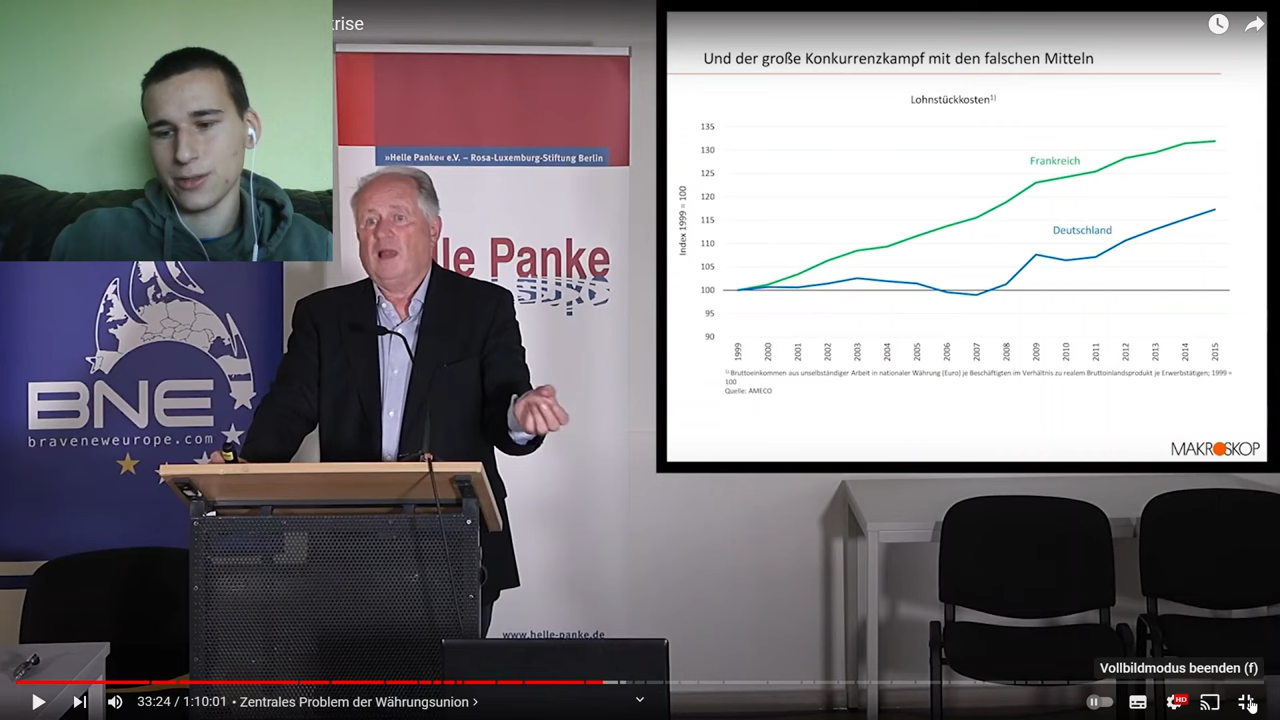 krise
»Helle Panke« e.V. – Rosa-Luxemburg-Stiftung Berlin
lle Panke
BNE
braveneweurope.com
www.helle-panke.de
Und der große Konkurrenzkampf mit den falschen Mitteln
Lohnstückkosten¹⁾
Index 1999 = 100
135
130
125
120
115
110
105
100
95
90
Frankreich
Deutschland
1999 2000 2001 2002 2003 2004 2005 2006 2007 2008 2009 2010 2011 2012 2013 2014 2015
¹⁾ Bruttoeinkommen aus unselbständiger Arbeit in nationaler Währung (Euro) je Beschäftigten im Verhältnis zu realem Bruttoinlandsprodukt je Erwerbstätigen; 1999 =
100
Quelle: AMECO
MAKROSKOP
Vollbildmodus beenden (f)
33:24 / 1:10:01 • Zentrales Problem der Währungsunion
HD